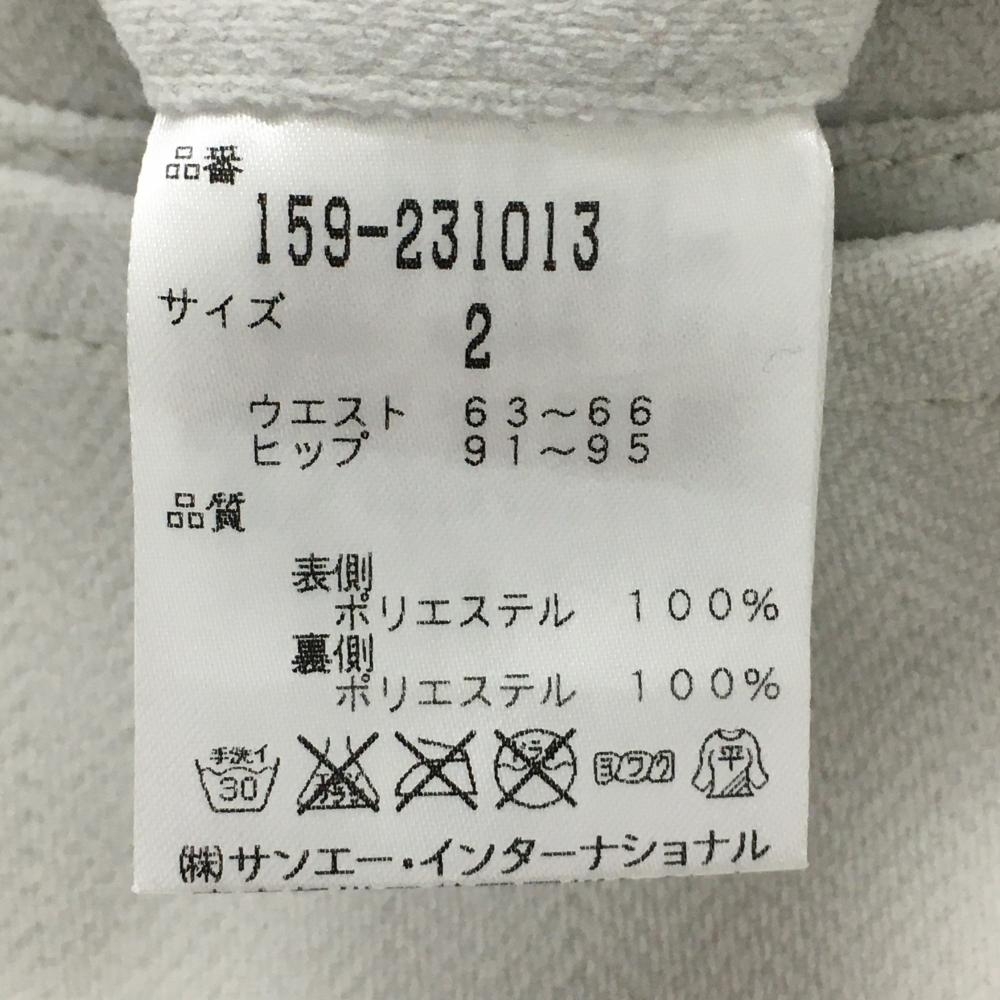 品番
159-231013
サイズ
2
ウエスト 63～66
ヒップ 91～95
品質
表側
ポリエステル 100%
裏側
ポリエステル 100%
手洗イ
30
ヨワク
平
㈱サンエー・インターナショナル